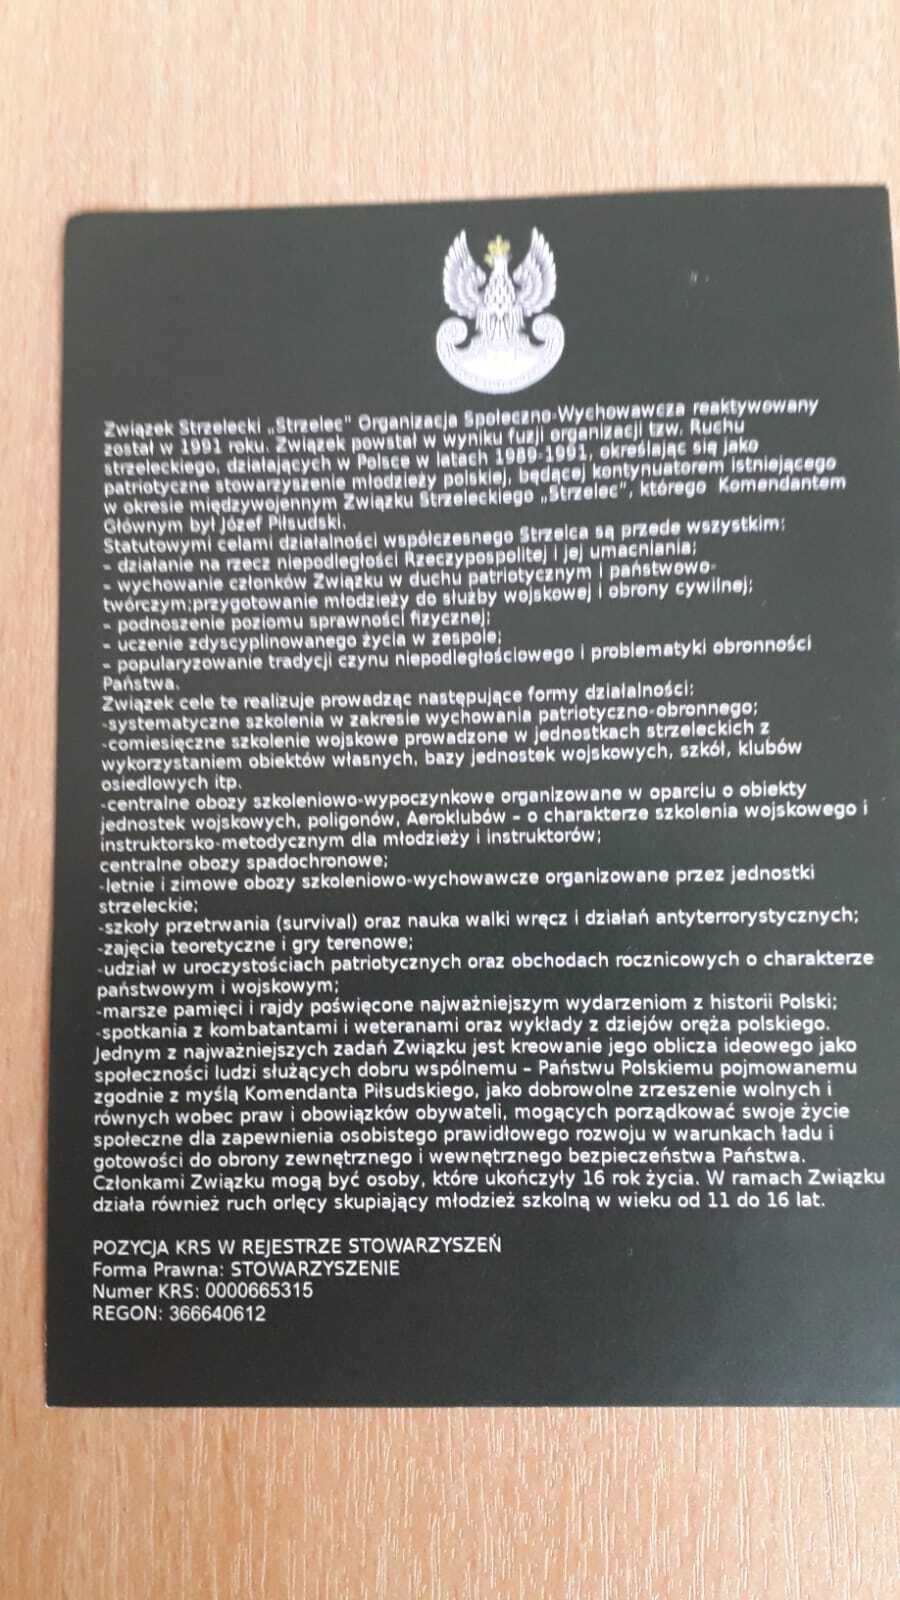 Związek Strzelecki „Strzelec" Organizacja Społeczno-Wychowawcza reaktywowany
został w 1991 roku. Związek powstał w wyniku fuzji organizacji tzw. Ruchu
strzeleckiego, działających w Polsce w latach 1989-1991, określając się jako
patriotyczne stowarzyszenie młodzieży polskiej, będącej kontynuatorem istniejącego
w okresie międzywojennym Związku Strzeleckiego „Strzelec", którego Komendantem
Głównym był Józef Piłsudski.
Statutowymi celami działalności współczesnego Strzelca są przede wszystkim:
– działanie na rzecz niepodległości Rzeczypospolitej i jej umacniania;
– wychowanie członków Związku w duchu patriotycznym i państwowo-
twórczym;przygotowanie młodzieży do służby wojskowej i obrony cywilnej;
– podnoszenie poziomu sprawności fizycznej;
– uczenie zdyscyplinowanego życia w zespole;
– popularyzowanie tradycji czynu niepodległościowego i problematyki obronności
Państwa.
Związek cele te realizuje prowadząc następujące formy działalności:
-systematyczne szkolenia w zakresie wychowania patriotyczno-obronnego;
-comiesięczne szkolenie wojskowe prowadzone w jednostkach strzeleckich z
wykorzystaniem obiektów własnych, bazy jednostek wojskowych, szkół, klubów
osiedlowych itp.
-centralne obozy szkoleniowo-wypoczynkowe organizowane w oparciu o obiekty
jednostek wojskowych, poligonów, Aeroklubów – o charakterze szkolenia wojskowego i
instruktorsko-metodycznym dla młodzieży i instruktorów;
centralne obozy spadochronowe;
-letnie i zimowe obozy szkoleniowo-wychowawcze organizowane przez jednostki
strzeleckie;
-szkoły przetrwania (survival) oraz nauka walki wręcz i działań antyterrorystycznych;
-zajęcia teoretyczne i gry terenowe;
-udział w uroczystościach patriotycznych oraz obchodach rocznicowych o charakterze
państwowym i wojskowym;
-marsze pamięci i rajdy poświęcone najważniejszym wydarzeniom z historii Polski;
-spotkania z kombatantami i weteranami oraz wykłady z dziejów oręża polskiego.
Jednym z najważniejszych zadań Związku jest kreowanie jego oblicza ideowego jako
społeczności ludzi służących dobru wspólnemu – Państwu Polskiemu pojmowanemu
zgodnie z myślą Komendanta Piłsudskiego, jako dobrowolne zrzeszenie wolnych i
równych wobec praw i obowiązków obywateli, mogących porządkować swoje życie
społeczne dla zapewnienia osobistego prawidłowego rozwoju w warunkach ładu i
gotowości do obrony zewnętrznego i wewnętrznego bezpieczeństwa Państwa.
Członkami Związku mogą być osoby, które ukończyły 16 rok życia. W ramach Związku
działa również ruch orlęcy skupiający młodzież szkolną w wieku od 11 do 16 lat.
POZYCJA KRS W REJESTRZE STOWARZYSZEŃ
Forma Prawna: STOWARZYSZENIE
Numer KRS: 0000665315
REGON: 366640612